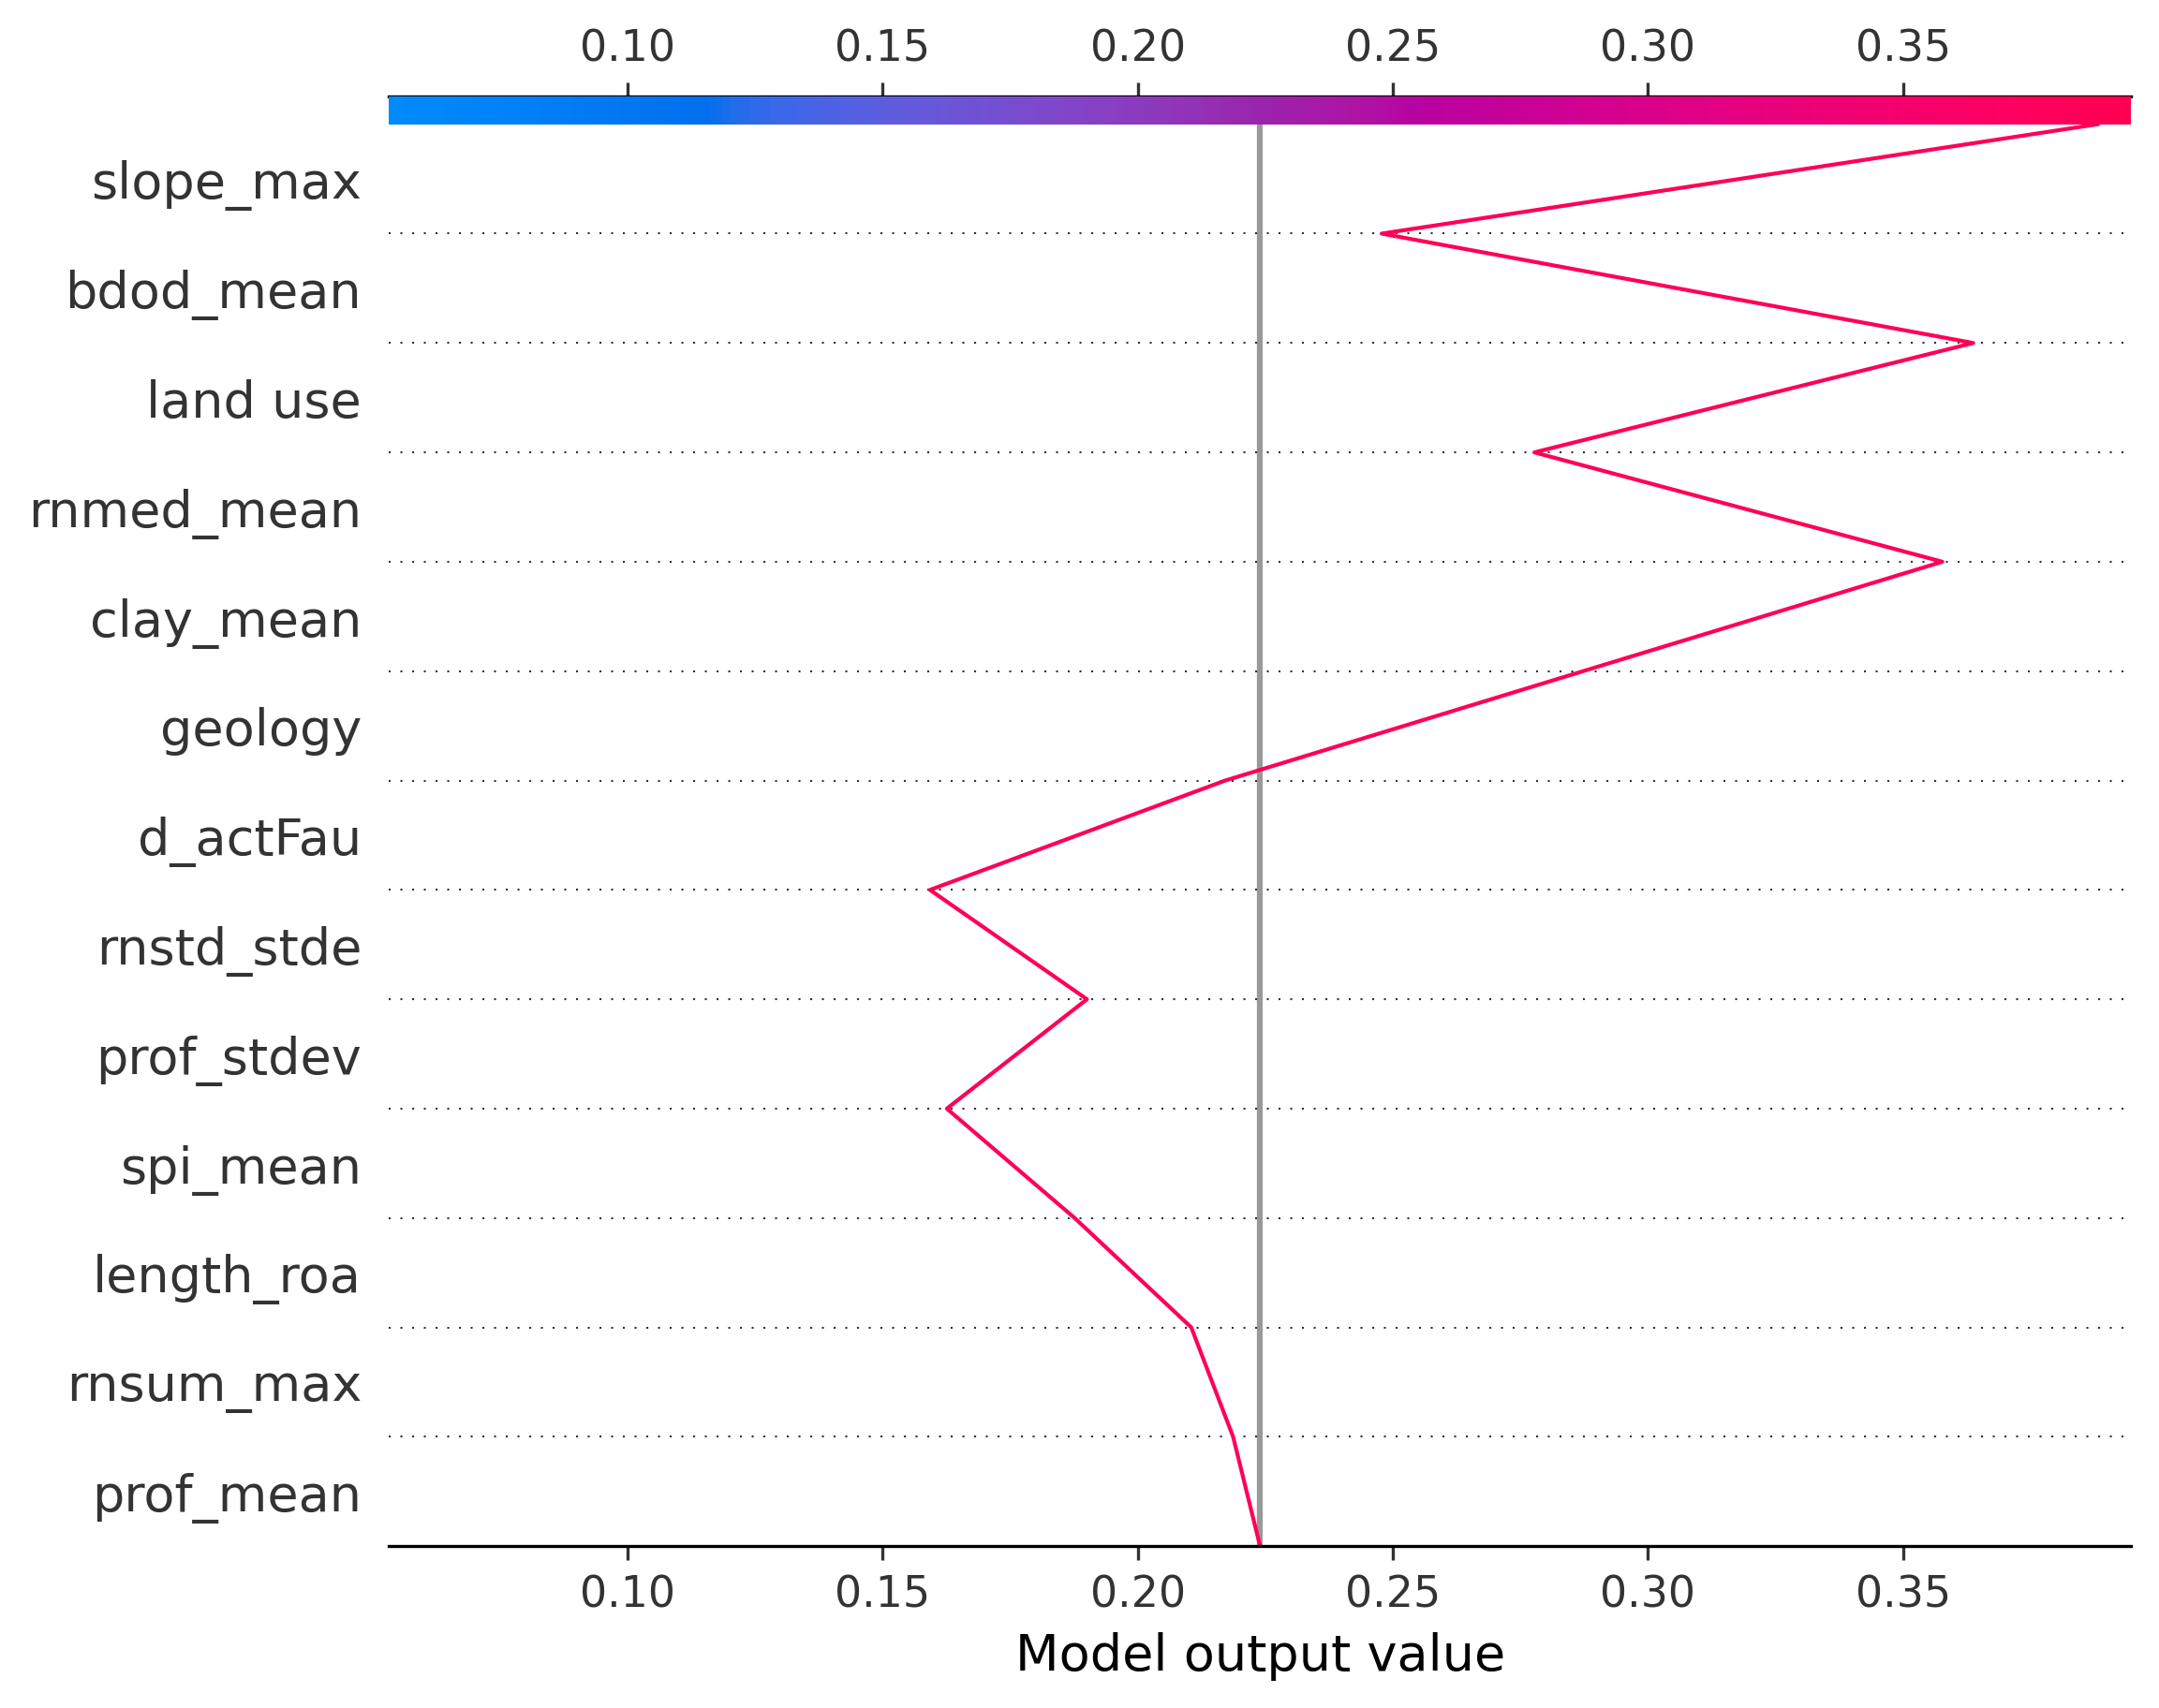 0.10 0.15 0.20 0.25 0.30 0.35
slope_max
bdod_mean
land use
rnmed_mean
clay_mean
geology
d_actFau
rnstd_stde
prof_stdev
spi_mean
length_roa
rnsum_max
prof_mean
0.10 0.15 0.20 0.25 0.30 0.35
Model output value